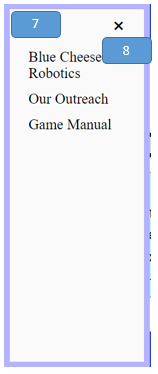 7
×
8
Blue Cheese
Robotics
Our Outreach
Game Manual